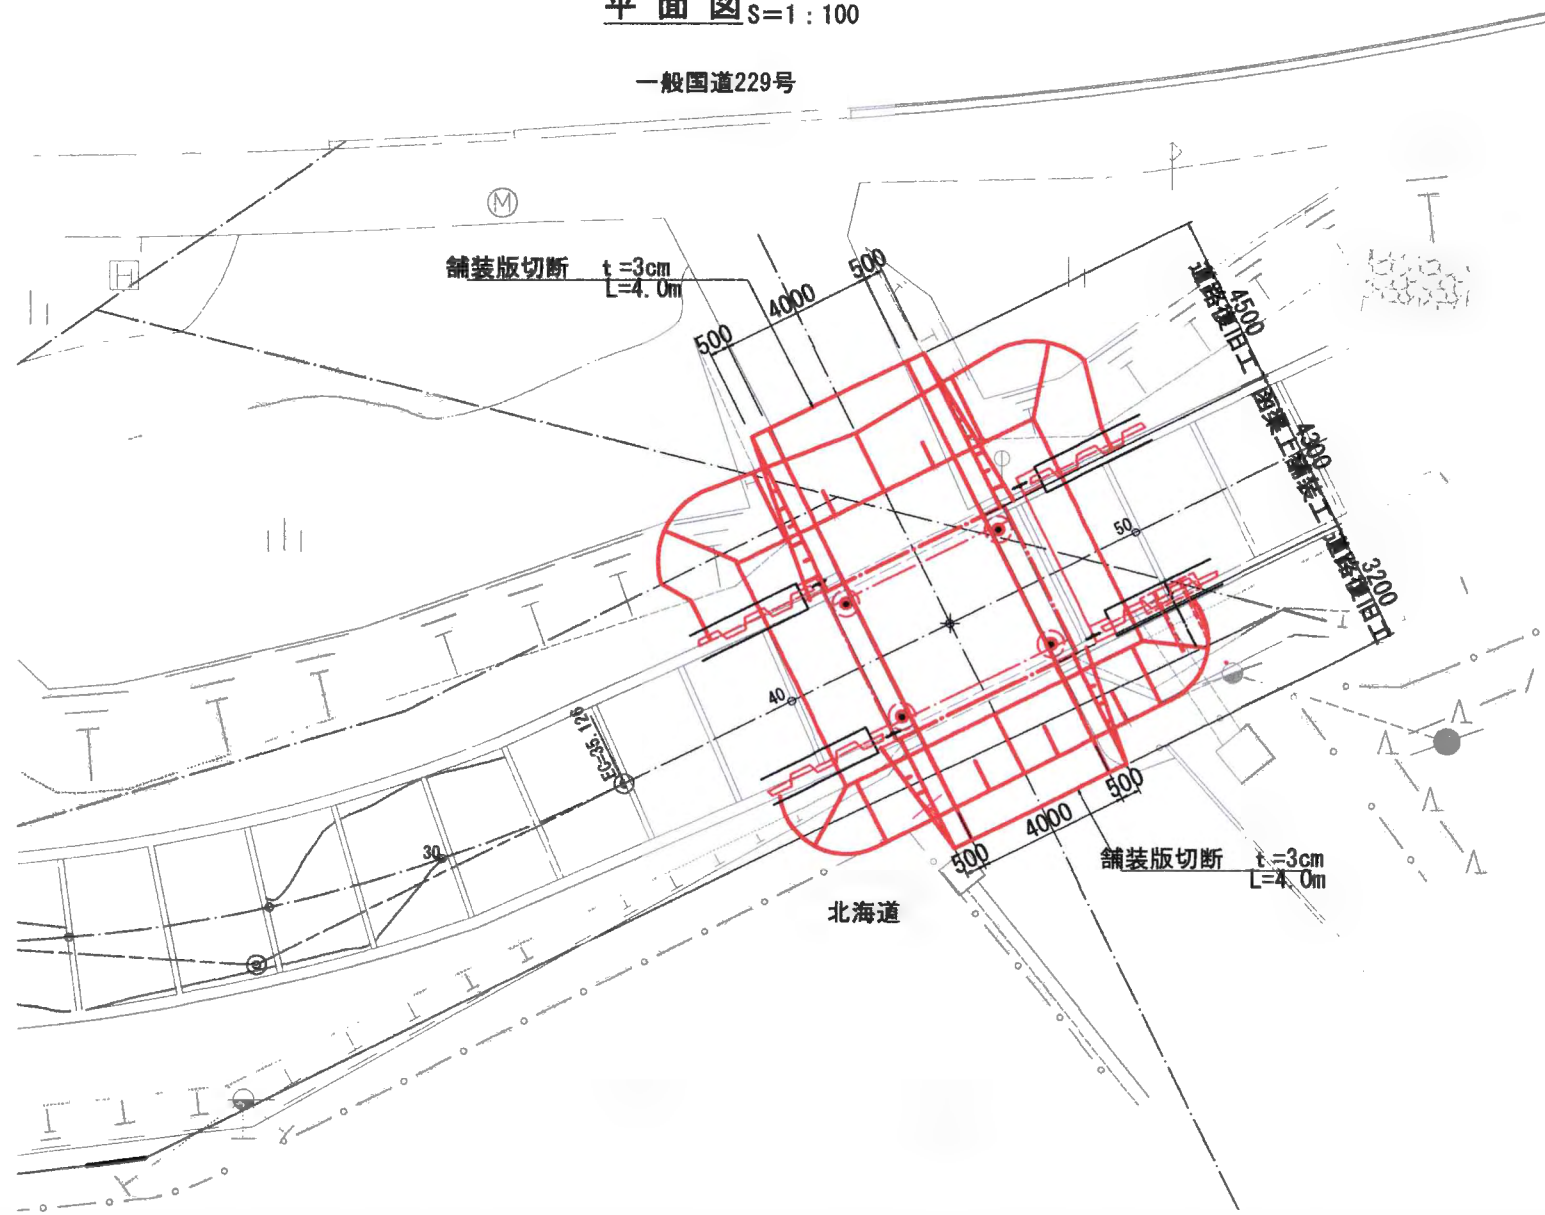 平 面 図 S=1:100
一般国道229号
M
H
舗装版切断 t=3cm
L=4.0m
500
4000
500
4500
道路復旧工
4300
函渠上舗装工
3200
道路復旧工
50
40
EC=35.126
30
500
4000
500
舗装版切断 t=3cm
L=4.0m
北海道